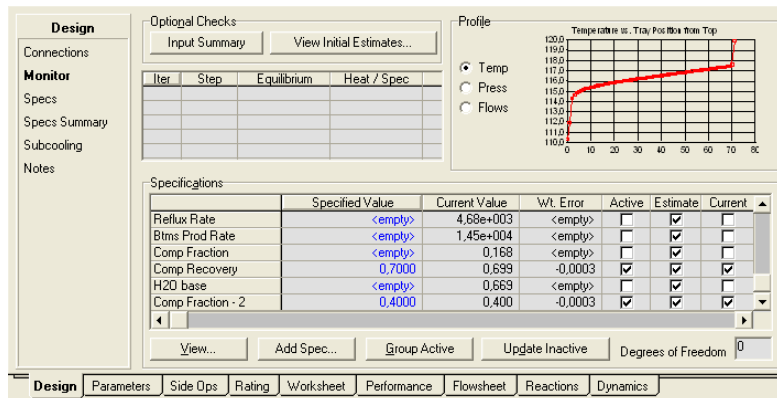 Design
Connections
Monitor
Specs
Specs Summary
Subcooling
Notes
Optional Checks
Input Summary
View Initial Estimates...
Iter Step Equilibrium Heat / Spec
Profile
Temp
Press
Flows
Temperature vs. Tray Position from Top
120,0
119,0
118,0
117,0
116,0
115,0
114,0
113,0
112,0
111,0
110,0
0 10 20 30 40 50 60 70 80
Specifications
Specified Value Current Value Wt. Error Active Estimate Current
Reflux Rate <empty> 4,68e+003 <empty>
Btms Prod Rate <empty> 1,45e+004 <empty>
Comp Fraction <empty> 0,168 <empty>
Comp Recovery 0,7000 0,699 -0,0003
H2O base <empty> 0,669 <empty>
Comp Fraction - 2 0,4000 0,400 -0,0003
View... Add Spec... Group Active Update Inactive Degrees of Freedom 0
Design Parameters Side Ops Rating Worksheet Performance Flowsheet Reactions Dynamics